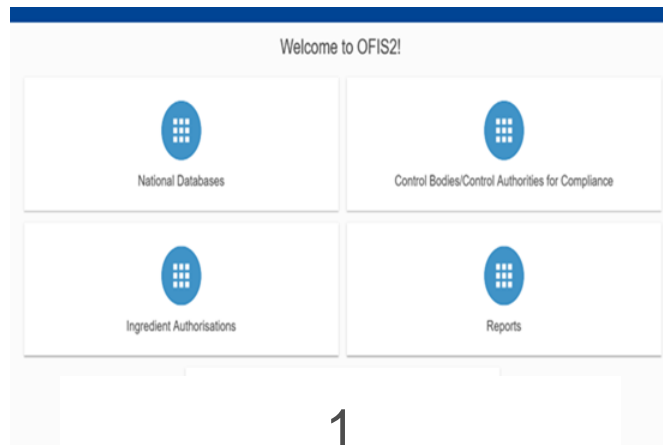 Welcome to OFIS2!
National Databases
Control Bodies/Control Authorities for Compliance
Ingredient Authorisations
Reports
1